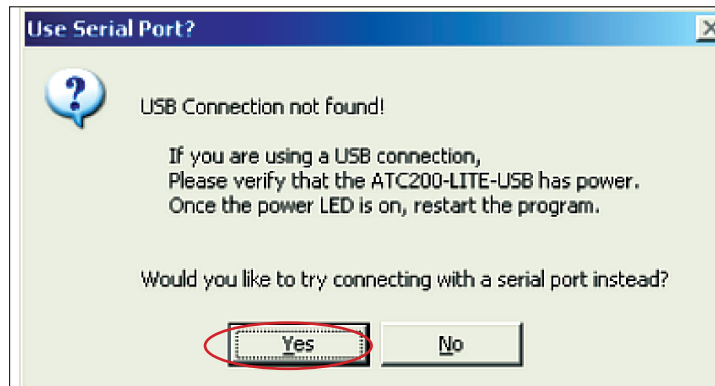 Use Serial Port?
USB Connection not found!
If you are using a USB connection,
Please verify that the ATC200-LITE-USB has power.
Once the power LED is on, restart the program.
Would you like to try connecting with a serial port instead?
Yes No